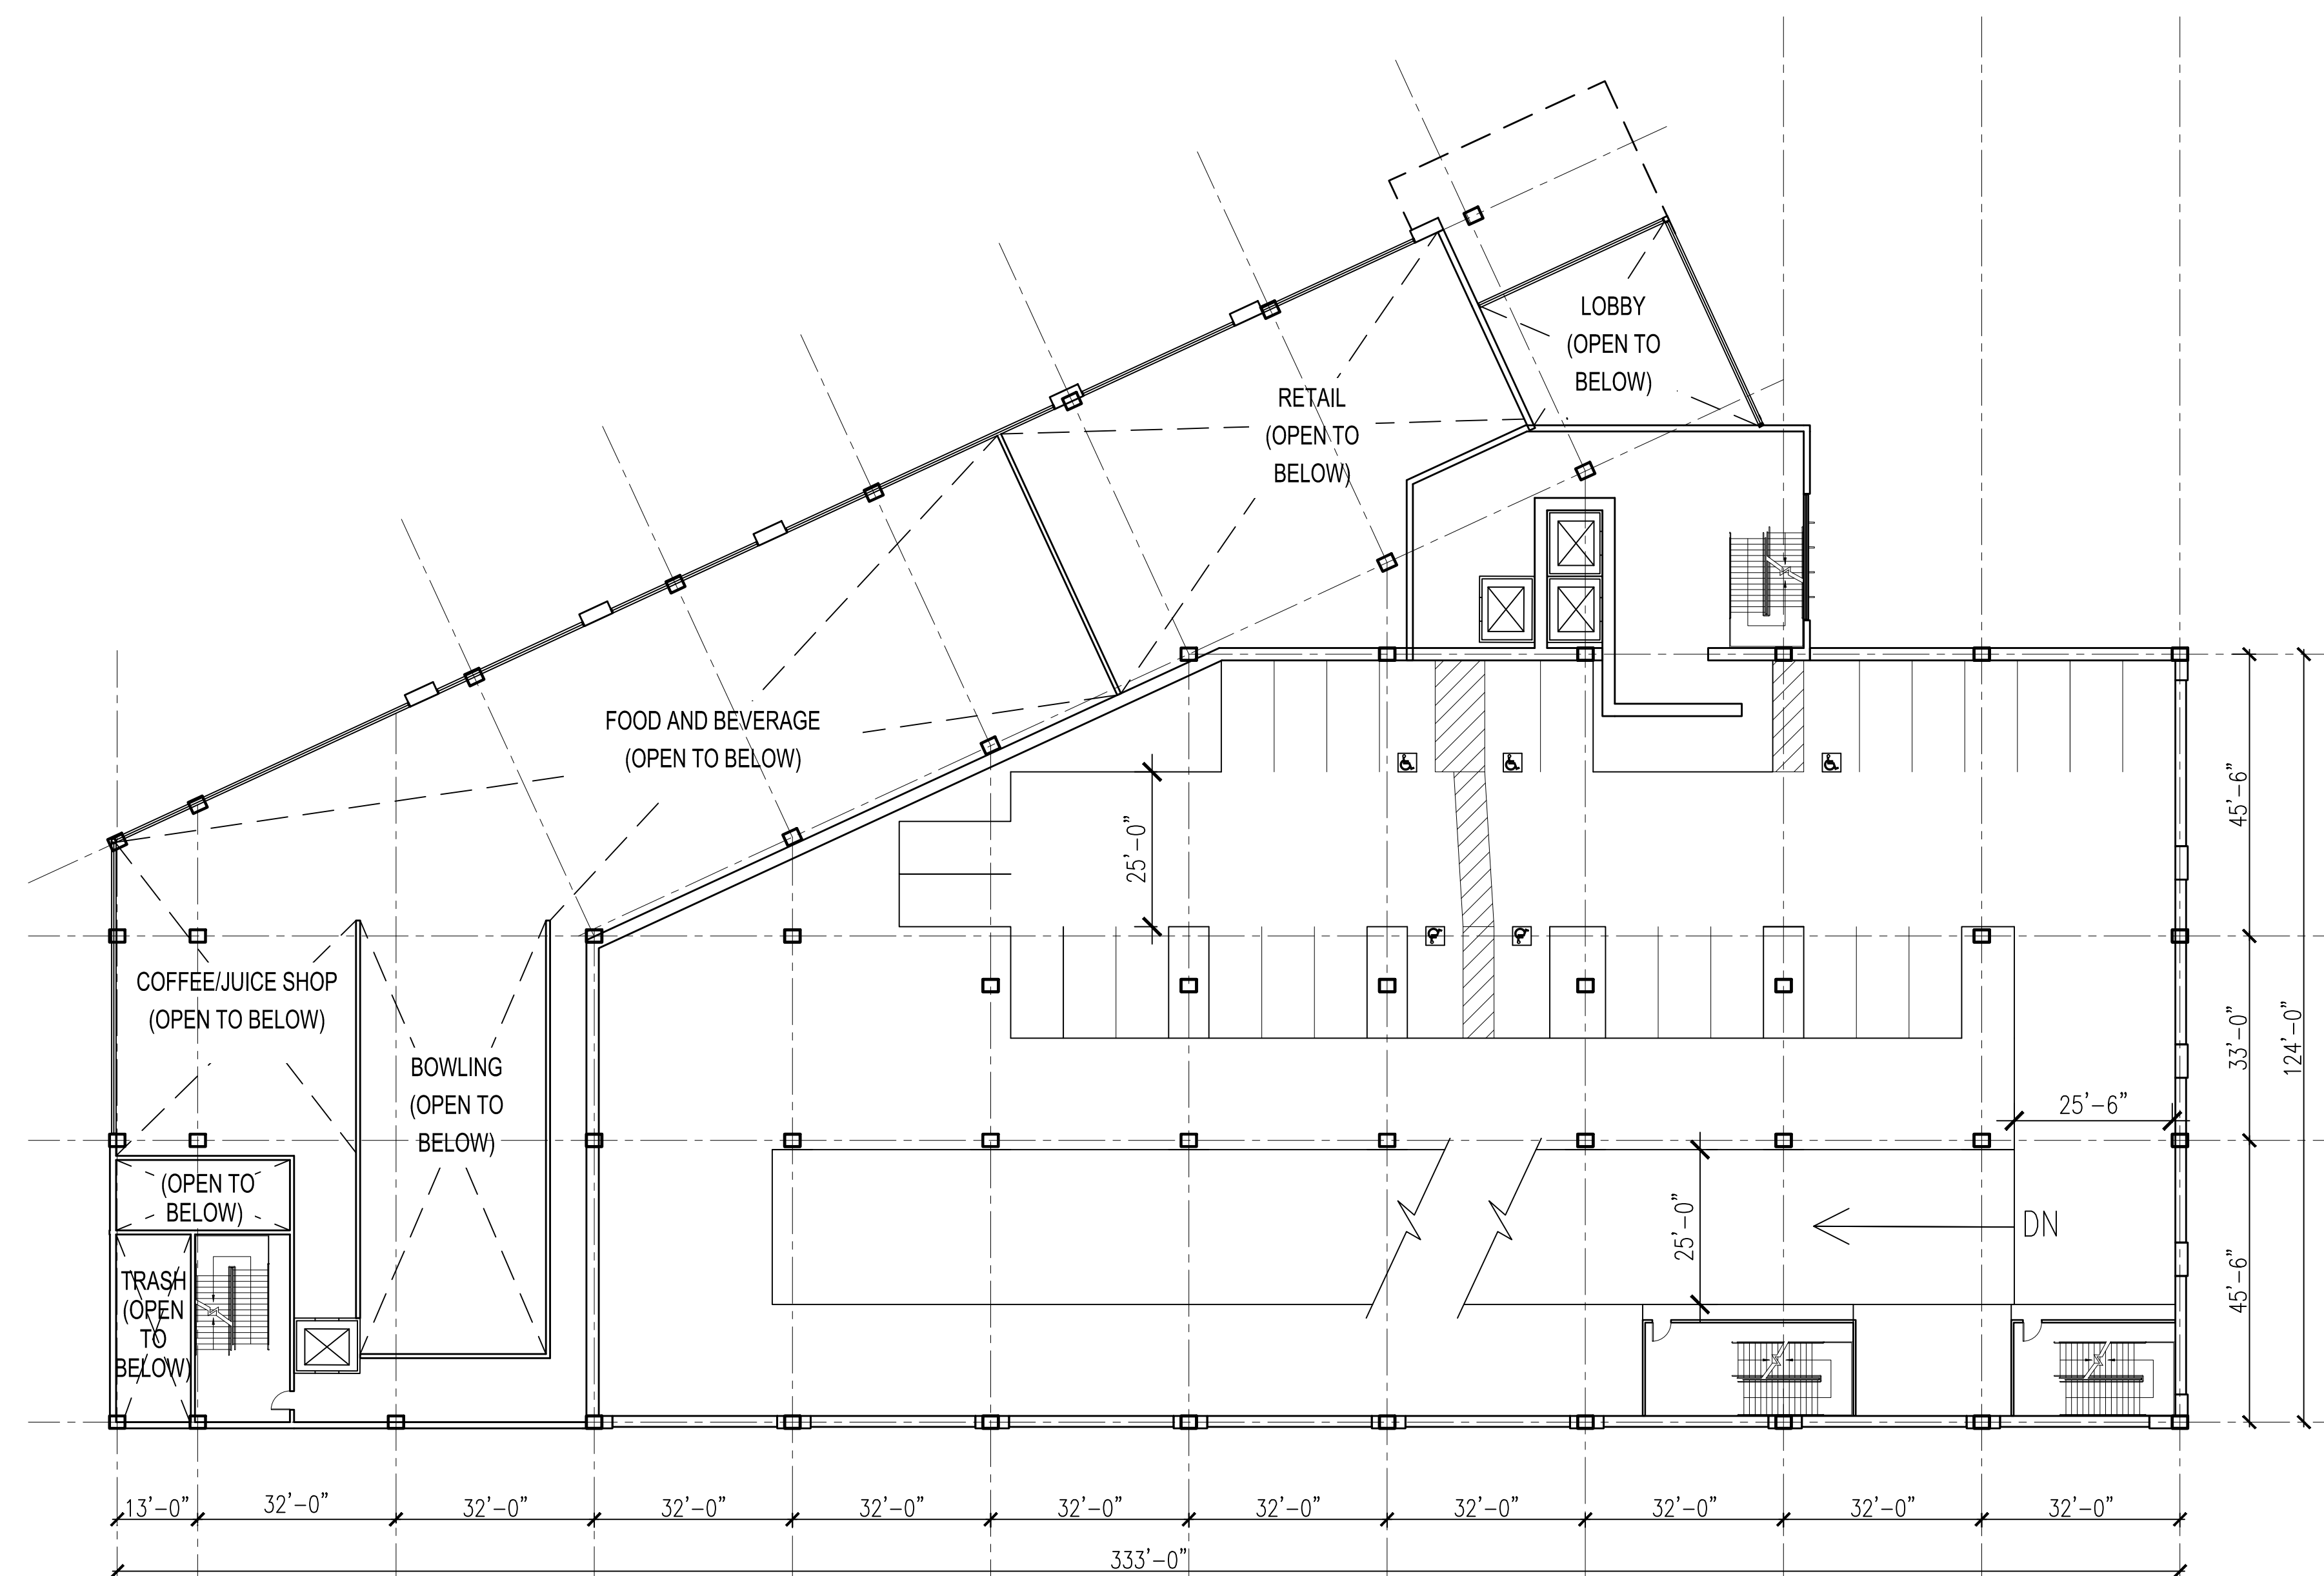 LOBBY
(OPEN TO
BELOW)
RETAIL
(OPEN TO
BELOW)
FOOD AND BEVERAGE
(OPEN TO BELOW)
COFFEE/JUICE SHOP
(OPEN TO BELOW)
BOWLING
(OPEN TO
BELOW)
(OPEN TO
BELOW)
TRASH
(OPEN
TO
BELOW)
25'-0"
25'-0"
25'-6"
DN
45'-6"
33'-0"
45'-6"
124'-0"
13'-0"
32'-0"
32'-0"
32'-0"
32'-0"
32'-0"
32'-0"
32'-0"
32'-0"
32'-0"
32'-0"
333'-0"